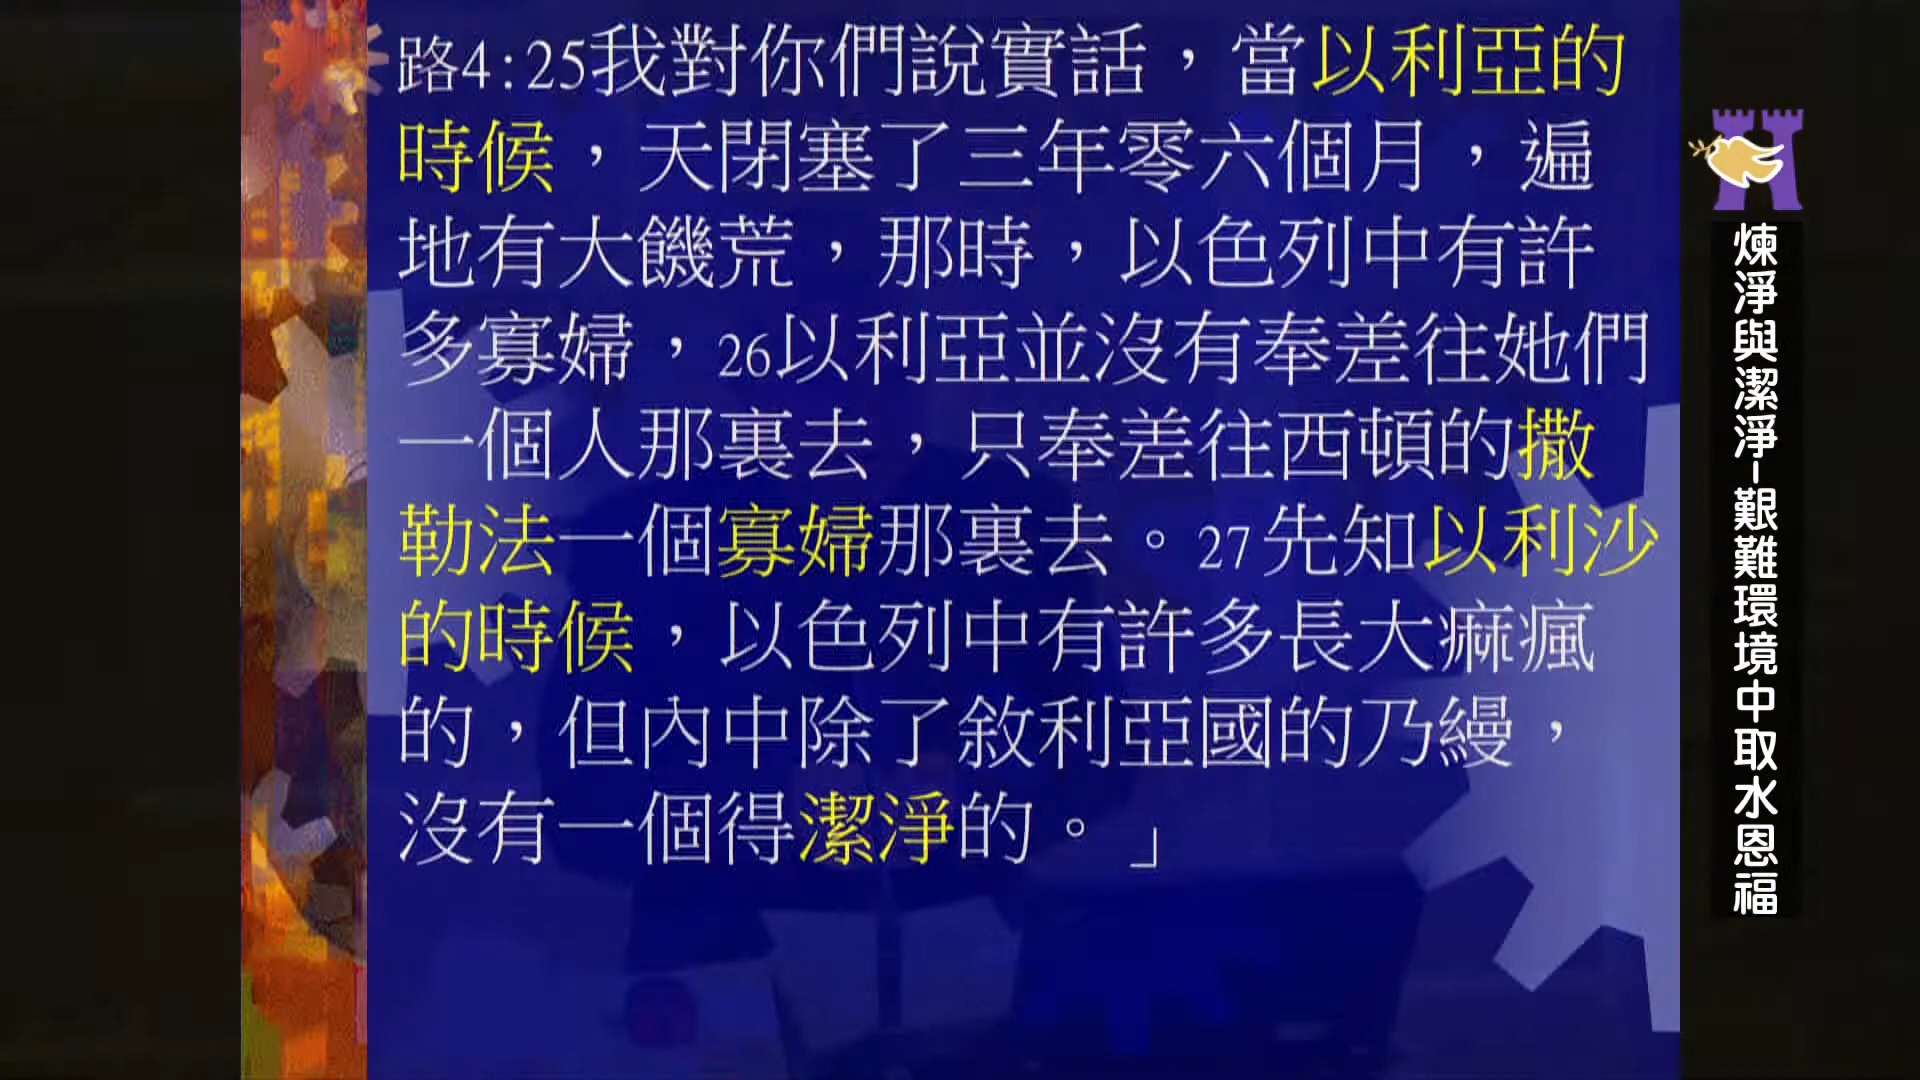 路4:25我對你們說實話，當以利亞的
時候，天閉塞了三年零六個月，遍
地有大饑荒，那時，以色列中有許
多寡婦，26以利亞並沒有奉差往她們
一個人那裏去，只奉差往西頓的撒
勒法一個寡婦那裏去。27先知以利沙
的時候，以色列中有許多長大痳瘋
的，但內中除了敘利亞國的乃縵，
沒有一個得潔淨的。」
煉淨與潔淨-艱難環境中取水恩福